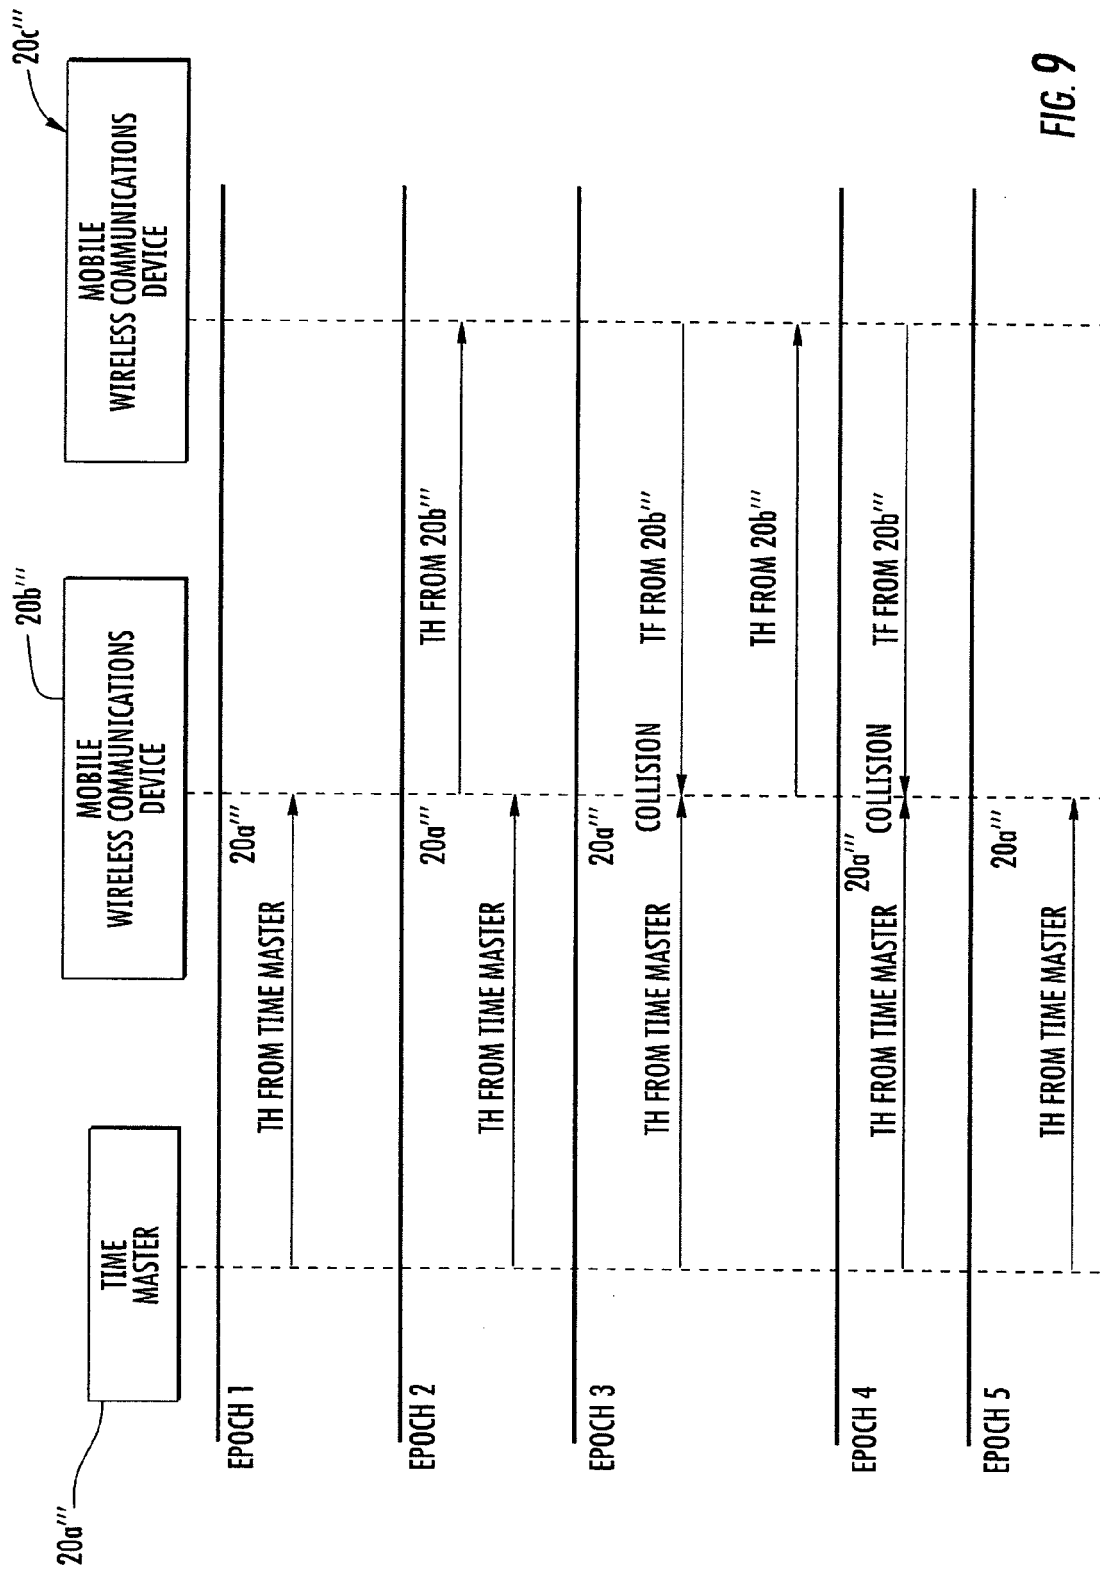 20a'''
TIME
MASTER
20b'''
MOBILE
WIRELESS COMMUNICATIONS
DEVICE
20c'''
MOBILE
WIRELESS COMMUNICATIONS
DEVICE
EPOCH 1
20a'''
TH FROM TIME MASTER
EPOCH 2
20a'''
TH FROM 20b'''
TH FROM TIME MASTER
EPOCH 3
20a'''
TH FROM TIME MASTER
COLLISION
TF FROM 20b'''
TH FROM 20b'''
EPOCH 4
20a'''
TH FROM TIME MASTER
COLLISION
TF FROM 20b'''
EPOCH 5
20a'''
TH FROM TIME MASTER
FIG. 9